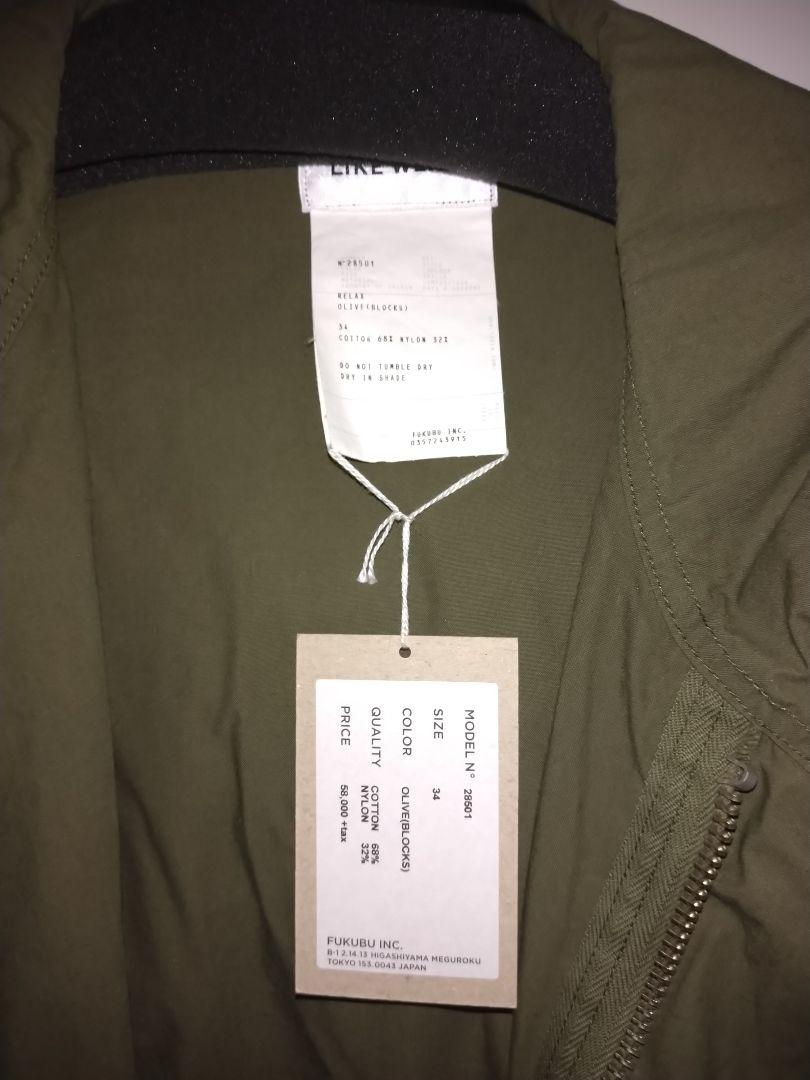 LIKE
N°28501
RELAX
OLIVE(BLOCKS)
34
COTTON 68% NYLON 32%
DO NOT TUMBLE DRY
DRY IN SHADE
FUKUBU INC.
0357243915
MODEL N° 28501
SIZE 34
COLOR OLIVE(BLOCKS)
QUALITY COTTON 68%
NYLON 32%
PRICE 58,000 +tax
FUKUBU INC.
B-1 2.14.13 HIGASHIYAMA MEGUROKU
TOKYO 153.0043 JAPAN